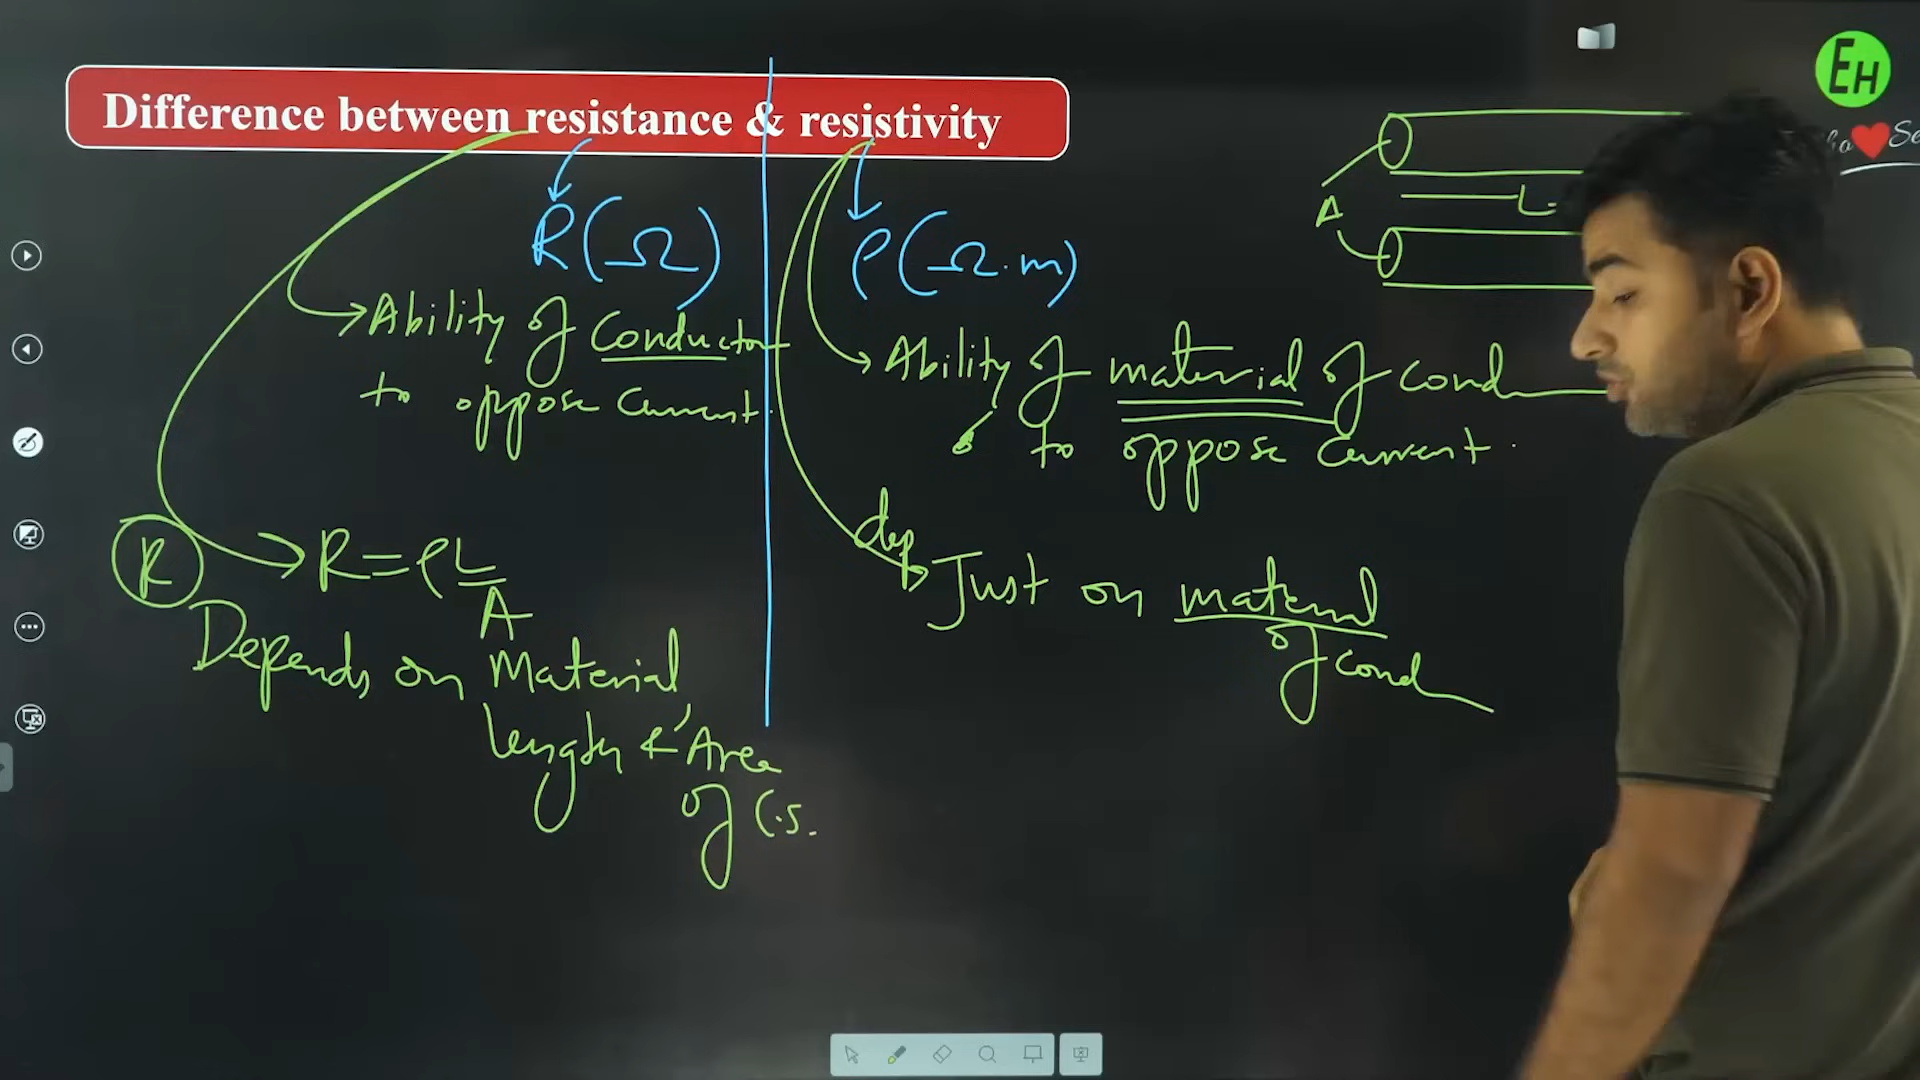 Difference between resistance & resistivity
EH
R (Ω)
ρ (Ω.m)
Ability of Conductor
to oppose current.
Ability of material of cond
to oppose current.
A
L
R
R = ρ L/A
Depends on Material,
length & Area
of C.S.
dep
Just on material
of cond